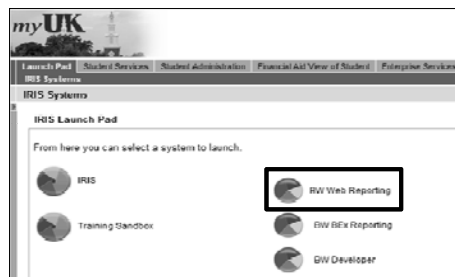 myUK
Launch Pad Student Services Student Administration Financial Aid View of Student Enterprise Services
IRIS Systems
IRIS Systems
IRIS Launch Pad
From here you can select a system to launch.
IRIS
BW Web Reporting
Training Sandbox
BW BEx Reporting
BW Developer